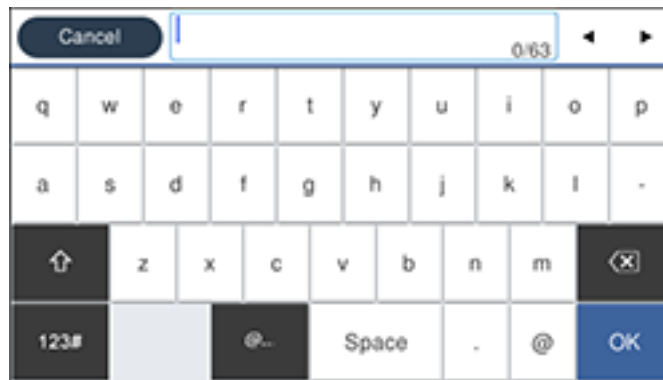 Cancel 0/63
q w e r t y u i o p
a s d f g h j k l -
z x c v b n m
123# @... Space . @ OK